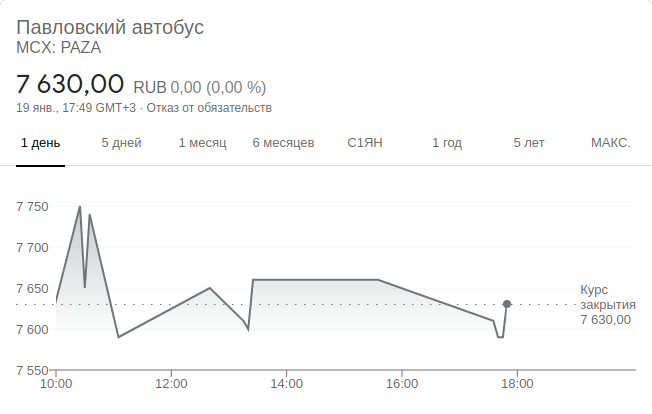 Павловский автобус
MCX: PAZA
7 630,00 RUB 0,00 (0,00 %)
19 янв., 17:49 GMT+3 · Отказ от обязательств
1 день 5 дней 1 месяц 6 месяцев С1ЯН 1 год 5 лет МАКС.
7 750
7 700
7 650
7 600
7 550
Курс
закрытия
7 630,00
10:00 12:00 14:00 16:00 18:00